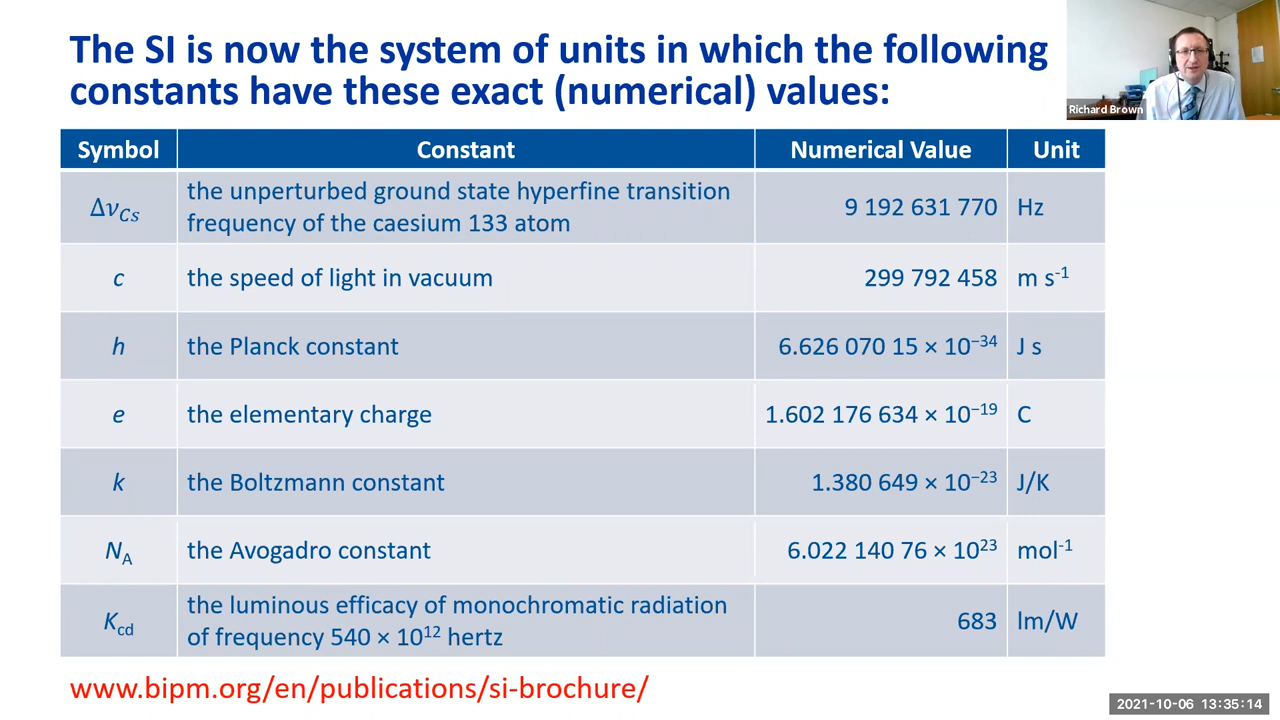 The SI is now the system of units in which the following
constants have these exact (numerical) values:
Richard Brown
Symbol Constant Numerical Value Unit
Δν𝐶𝑠 the unperturbed ground state hyperfine transition
frequency of the caesium 133 atom 9 192 631 770 Hz
c the speed of light in vacuum 299 792 458 m s⁻¹
h the Planck constant 6.626 070 15 × 10⁻³⁴ J s
e the elementary charge 1.602 176 634 × 10⁻¹⁹ C
k the Boltzmann constant 1.380 649 × 10⁻²³ J/K
N_A the Avogadro constant 6.022 140 76 × 10²³ mol⁻¹
K_cd the luminous efficacy of monochromatic radiation
of frequency 540 × 10¹² hertz 683 lm/W
www.bipm.org/en/publications/si-brochure/
2021-10-06 13:35:14